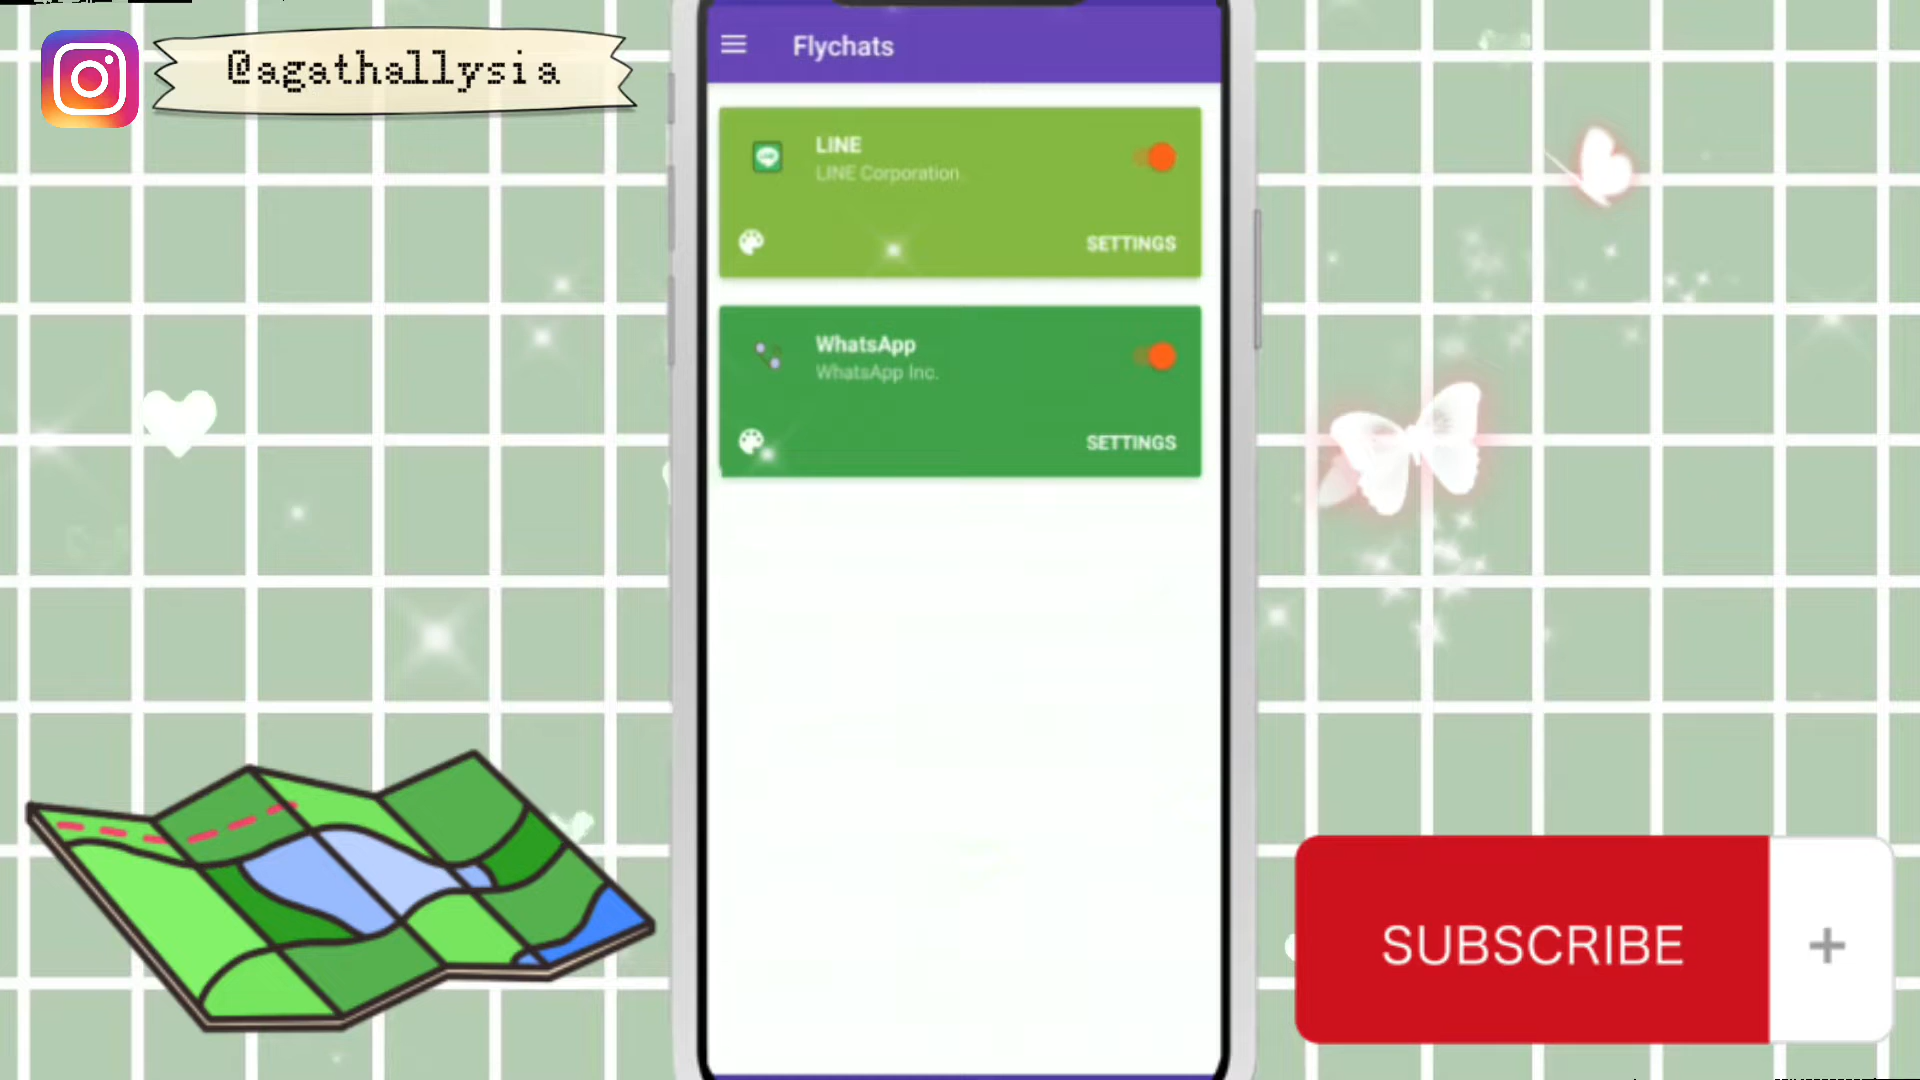 @agathallysia
Flychats
LINE
LINE Corporation
SETTINGS
WhatsApp
WhatsApp Inc.
SETTINGS
SUBSCRIBE
+